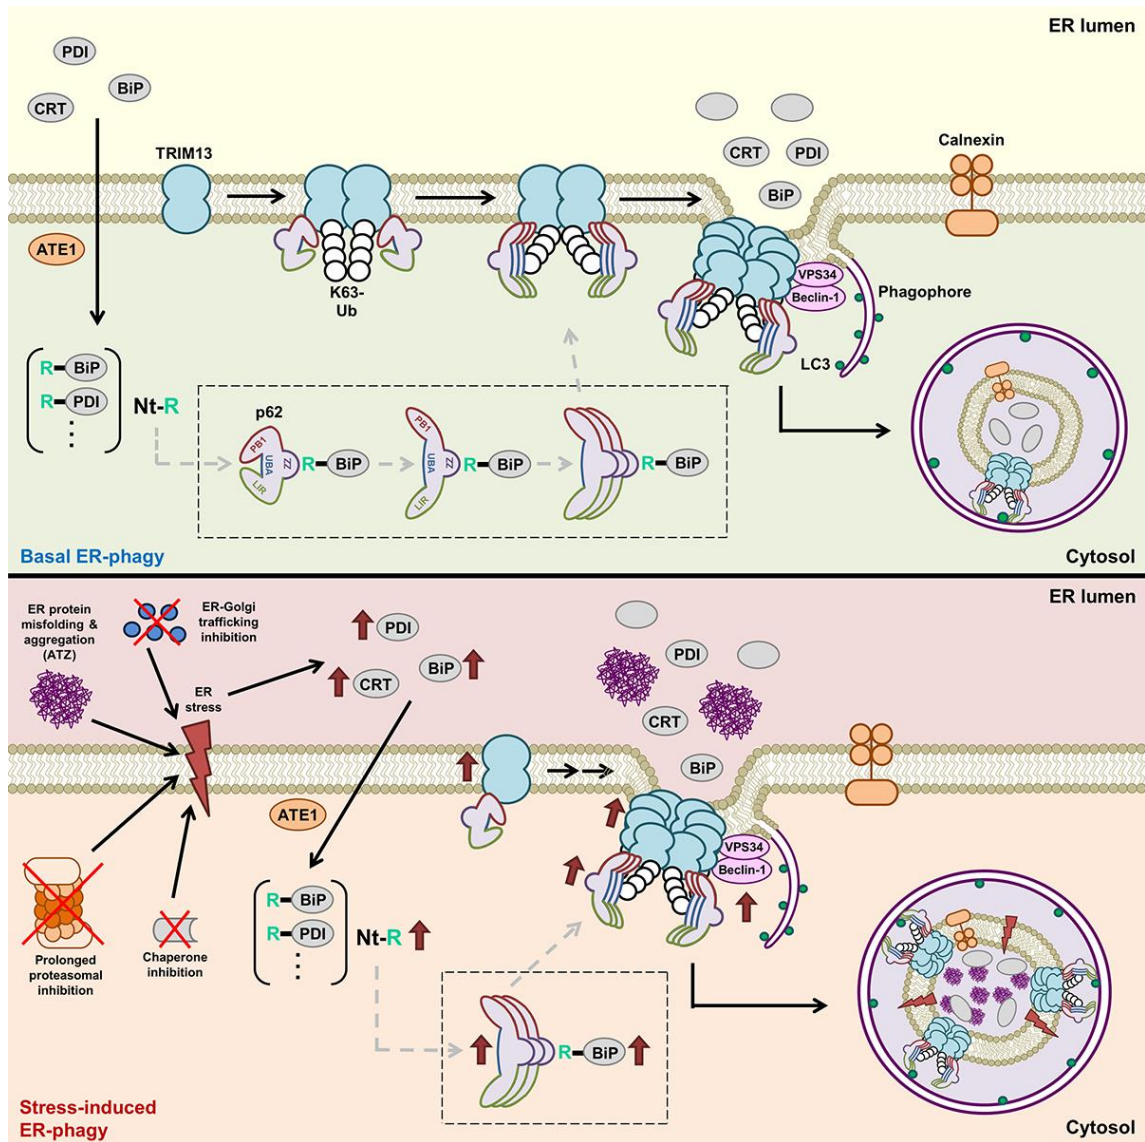 ER lumen
PDI
BiP
CRT
TRIM13
Calnexin
CRT
PDI
BiP
ATE1
K63-
Ub
VPS34
Beclin-1
Phagophore
LC3
R
BiP
R
PDI
Nt-R
p62
PB1
UBA
ZZ
LIR
R
BiP
PB1
UBA
ZZ
LIR
R
BiP
R
BiP
Basal ER-phagy
Cytosol
ER lumen
ER protein
misfolding &
aggregation
(ATZ)
ER-Golgi
trafficking
inhibition
PDI
BiP
CRT
ER
stress
PDI
CRT
BiP
ATE1
VPS34
Beclin-1
R
BiP
R
PDI
Nt-R
Prolonged
proteasomal
inhibition
Chaperone
inhibition
R
BiP
Stress-induced
ER-phagy
Cytosol